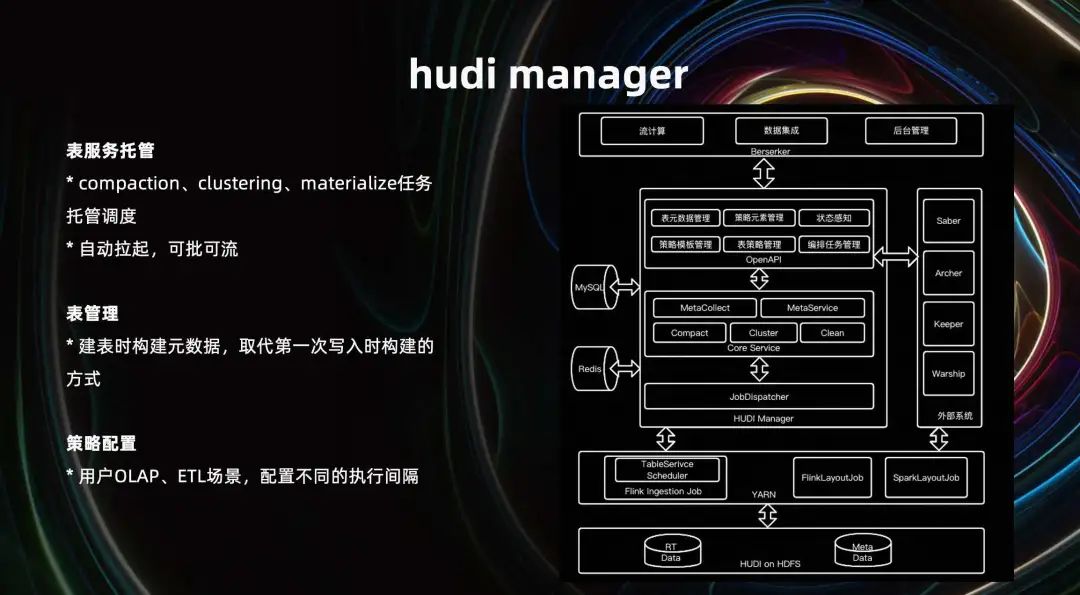 hudi manager
表服务托管
* compaction、clustering、materialize任务
托管调度
* 自动拉起，可批可流
表管理
* 建表时构建元数据，取代第一次写入时构建的
方式
策略配置
* 用户OLAP、ETL场景，配置不同的执行间隔
流计算
数据集成
后台管理
Berserker
表元数据管理
策略元素管理
状态感知
策略模板管理
表策略管理
编排任务管理
OpenAPI
MySQL
MetaCollect
MetaService
Compact
Cluster
Clean
Core Service
Redis
JobDispatcher
HUDI Manager
Saber
Archer
Keeper
Warship
外部系统
TableSerivce
Scheduler
Flink Ingestion Job
YARN
FlinkLayoutJob
SparkLayoutJob
RT
Data
HUDI on HDFS
Meta
Data